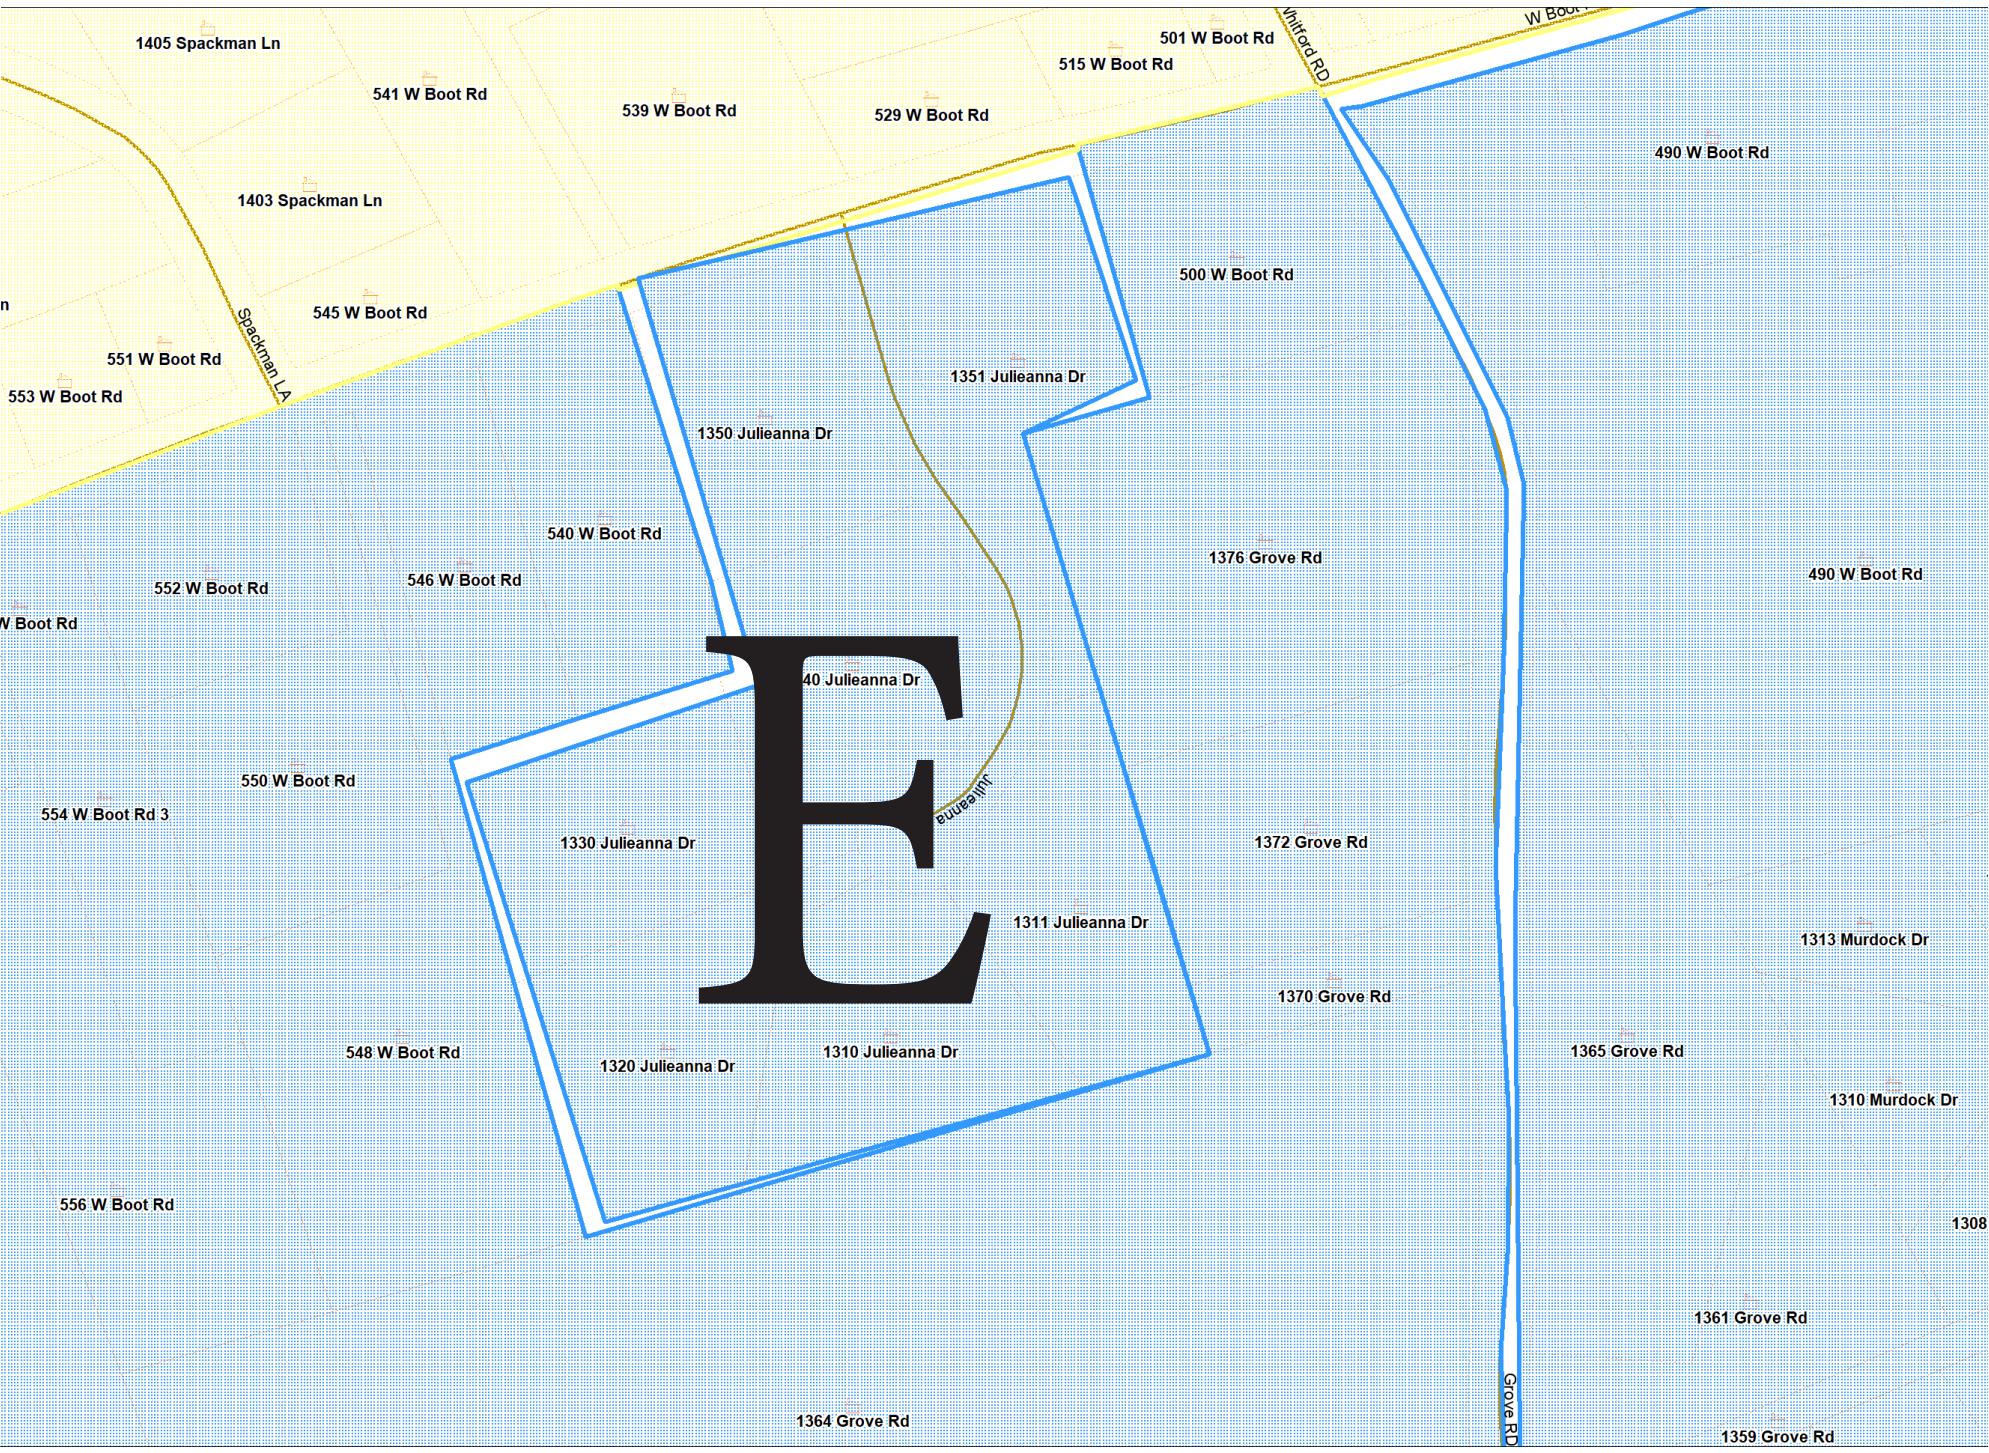 W Boot
Whitford RD
1405 Spackman Ln
501 W Boot Rd
515 W Boot Rd
541 W Boot Rd
539 W Boot Rd
529 W Boot Rd
490 W Boot Rd
1403 Spackman Ln
500 W Boot Rd
n
545 W Boot Rd
Spackman LA
551 W Boot Rd
1351 Julieanna Dr
553 W Boot Rd
1350 Julieanna Dr
540 W Boot Rd
1376 Grove Rd
490 W Boot Rd
546 W Boot Rd
552 W Boot Rd
W Boot Rd
40 Julieanna Dr
E
550 W Boot Rd
Julieanna
554 W Boot Rd 3
1330 Julieanna Dr
1372 Grove Rd
1311 Julieanna Dr
1313 Murdock Dr
1370 Grove Rd
548 W Boot Rd
1310 Julieanna Dr
1365 Grove Rd
1320 Julieanna Dr
1310 Murdock Dr
556 W Boot Rd
1308
1361 Grove Rd
Grove RD
1364 Grove Rd
1359 Grove Rd